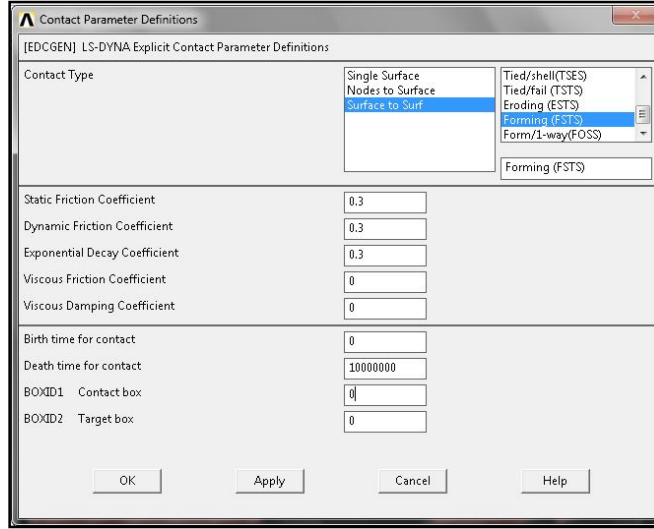 Contact Parameter Definitions
[EDCGEN] LS-DYNA Explicit Contact Parameter Definitions
Contact Type
Single Surface
Nodes to Surface
Surface to Surf
Tied/shell(TSES)
Tied/fail (TSTS)
Eroding (ESTS)
Forming (FSTS)
Form/1-way(FOSS)
Forming (FSTS)
Static Friction Coefficient 0.3
Dynamic Friction Coefficient 0.3
Exponential Decay Coefficient 0.3
Viscous Friction Coefficient 0
Viscous Damping Coefficient 0
Birth time for contact 0
Death time for contact 10000000
BOXID1 Contact box 0
BOXID2 Target box 0
OK Apply Cancel Help